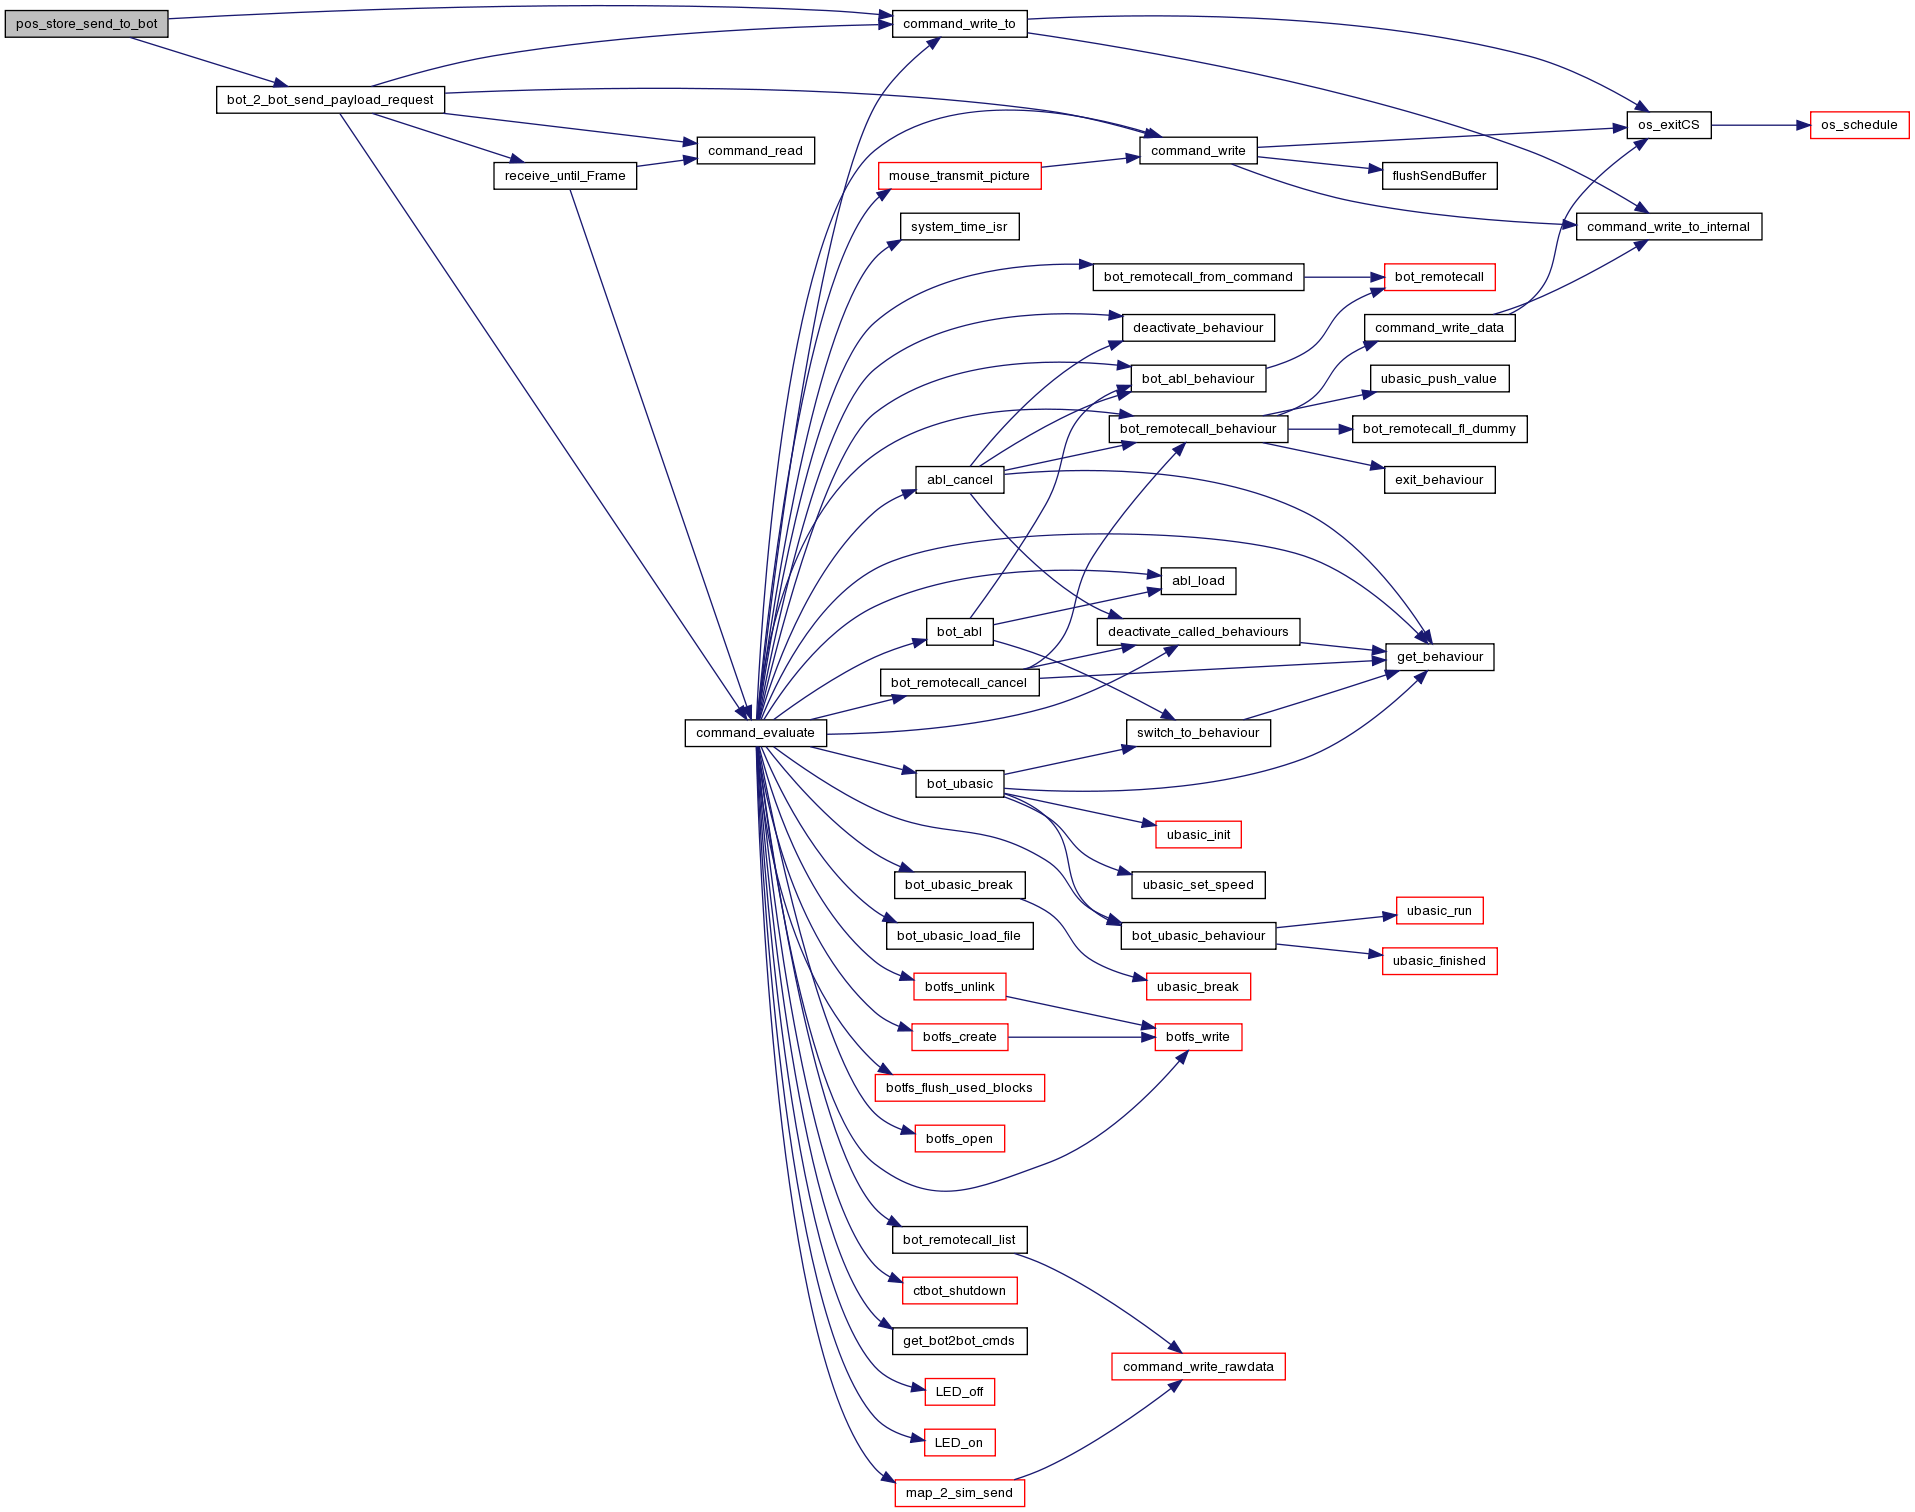 pos_store_send_to_bot
command_write_to
bot_2_bot_send_payload_request
os_exitCS
os_schedule
command_read
command_write
receive_until_Frame
mouse_transmit_picture
flushSendBuffer
system_time_isr
command_write_to_internal
bot_remotecall_from_command
bot_remotecall
deactivate_behaviour
command_write_data
bot_abl_behaviour
ubasic_push_value
bot_remotecall_behaviour
bot_remotecall_fl_dummy
abl_cancel
exit_behaviour
abl_load
bot_abl
deactivate_called_behaviours
get_behaviour
bot_remotecall_cancel
command_evaluate
switch_to_behaviour
bot_ubasic
ubasic_init
bot_ubasic_break
ubasic_set_speed
ubasic_run
bot_ubasic_load_file
bot_ubasic_behaviour
ubasic_finished
botfs_unlink
ubasic_break
botfs_create
botfs_write
botfs_flush_used_blocks
botfs_open
bot_remotecall_list
ctbot_shutdown
get_bot2bot_cmds
command_write_rawdata
LED_off
LED_on
map_2_sim_send